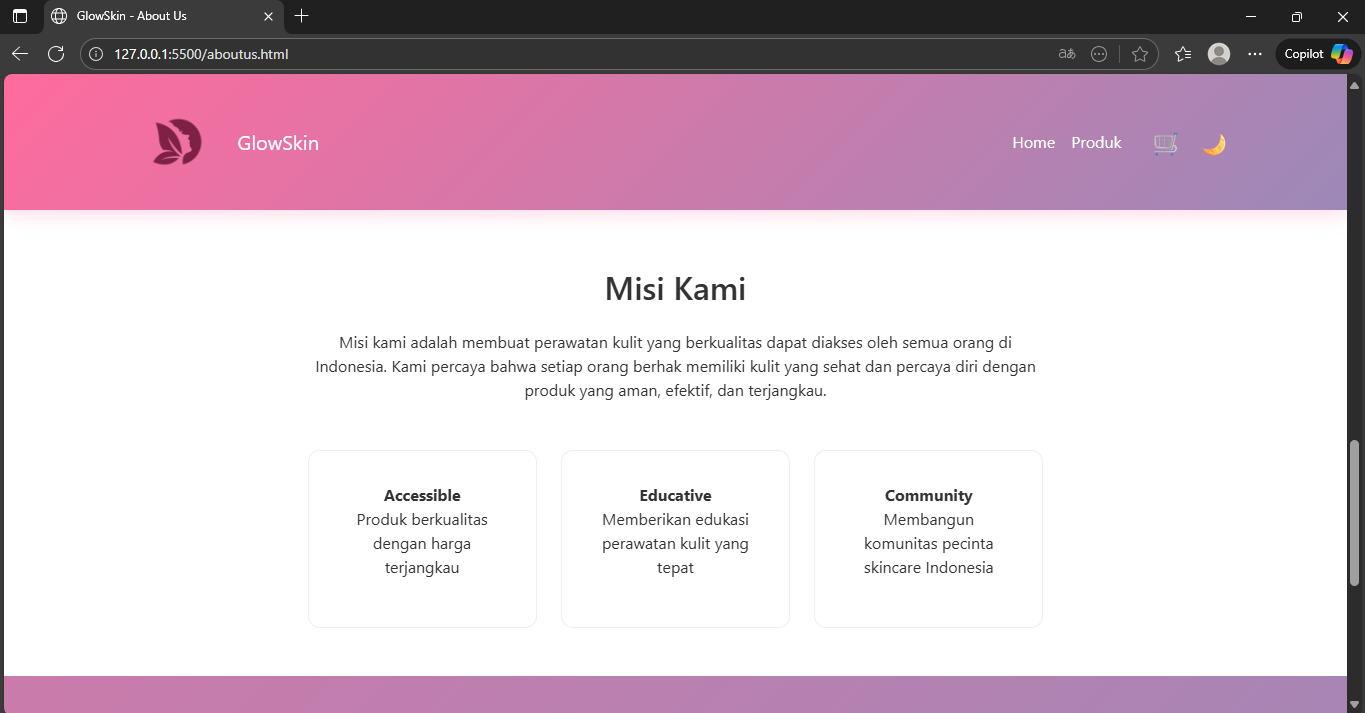 GlowSkin - About Us
127.0.0.1:5500/aboutus.html
aあ
Copilot
GlowSkin
Home Produk
Misi Kami
Misi kami adalah membuat perawatan kulit yang berkualitas dapat diakses oleh semua orang di
Indonesia. Kami percaya bahwa setiap orang berhak memiliki kulit yang sehat dan percaya diri dengan
produk yang aman, efektif, dan terjangkau.
Accessible
Produk berkualitas
dengan harga
terjangkau
Educative
Memberikan edukasi
perawatan kulit yang
tepat
Community
Membangun
komunitas pecinta
skincare Indonesia